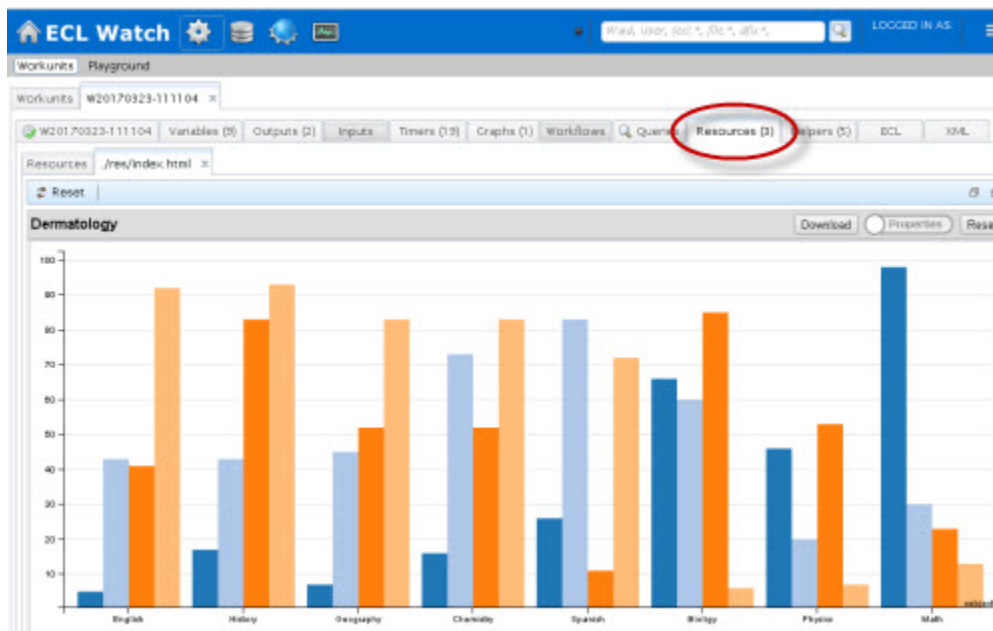 ECL Watch
LOGGED IN AS:
Workunits Playground
Workunits W20170323-111104 ×
W20170323-111104 Variables (9) Outputs (2) Inputs Timers (19) Graphs (1) Workflows Queries Resources (3) Helpers (5) ECL XML
Resources ./res/index.html ×
Reset
Dermatology Download Properties
100
90
80
70
60
50
40
30
20
10
English History Geography Chemistry Spanish Biology Physics Math